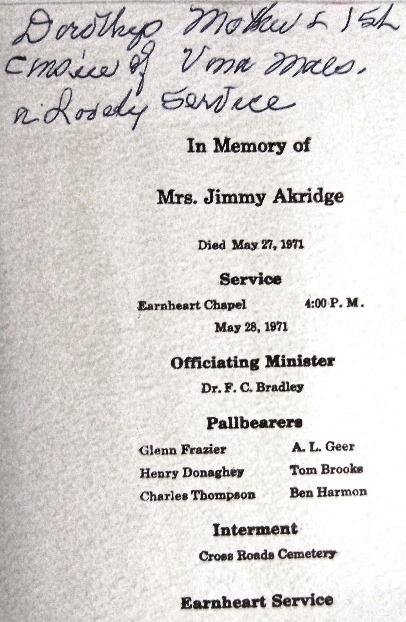 Dorothys Mother & 1st
of Vina Maes.
a Lovely Service
In Memory of
Mrs. Jimmy Akridge
Died May 27, 1971
Service
Earnheart Chapel 4:00 P. M.
May 28, 1971
Officiating Minister
Dr. F. C. Bradley
Pallbearers
Glenn Frazier A. L. Geer
Henry Donaghey Tom Brooks
Charles Thompson Ben Harmon
Interment
Cross Roads Cemetery
Earnheart Service